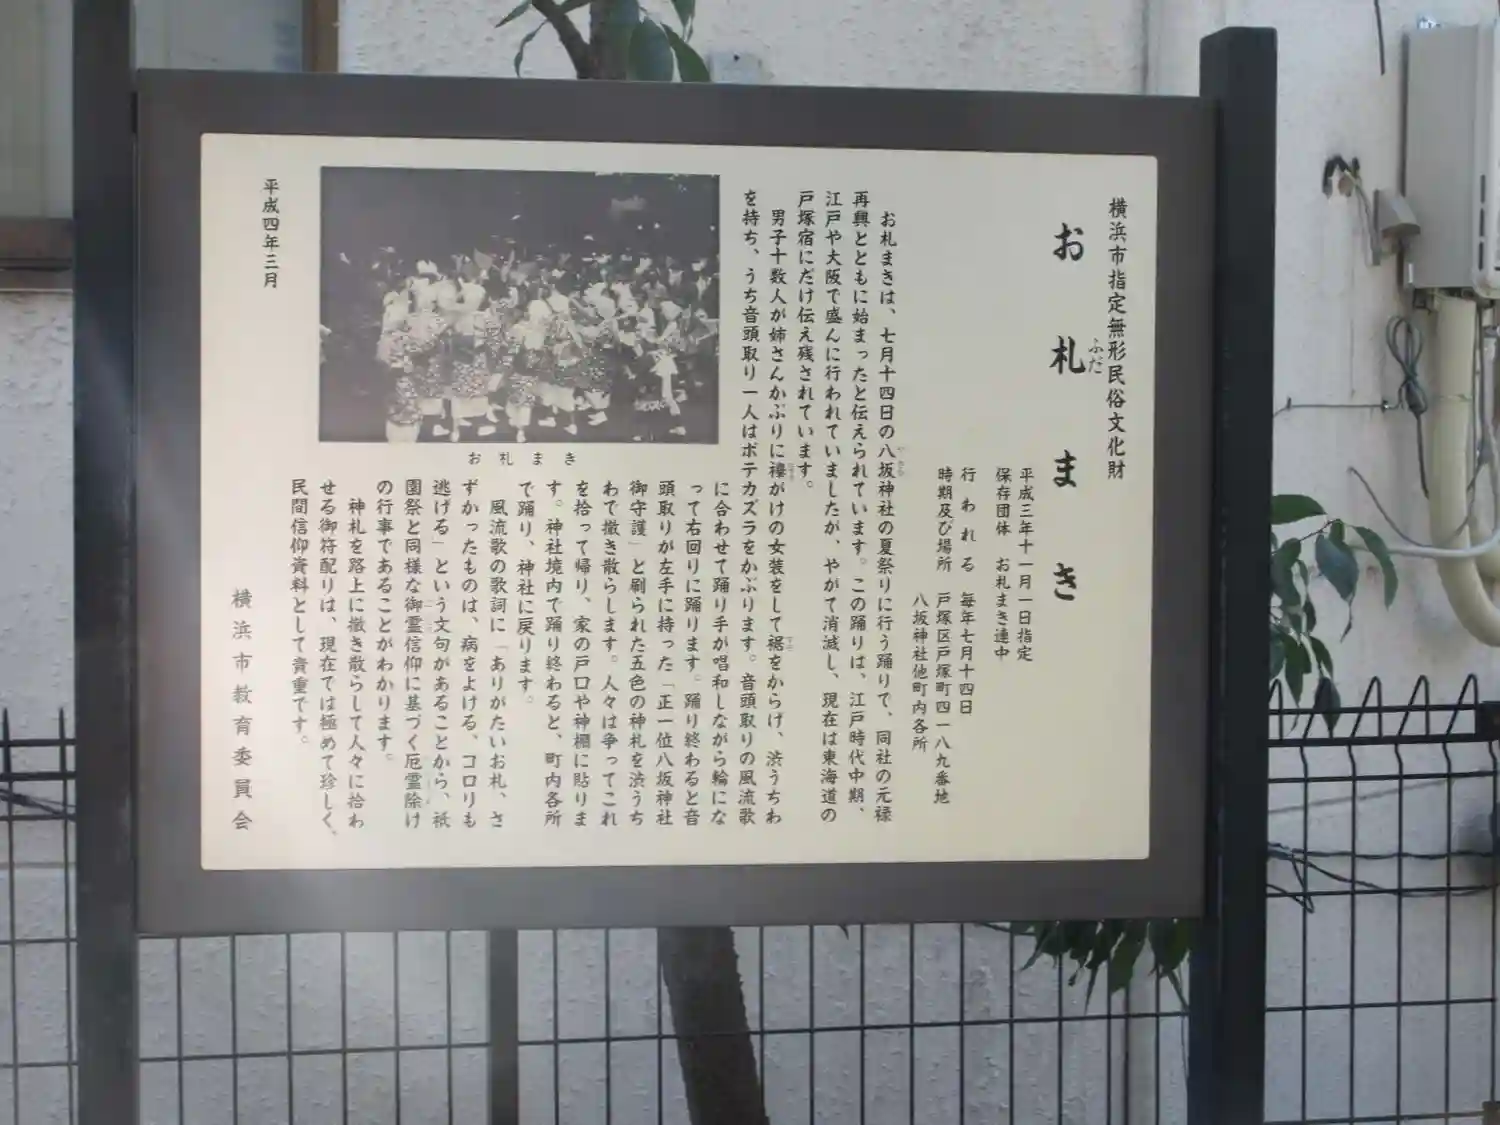 横浜市指定無形民俗文化財
お札まき
ふだ
平成三年十一月一日指定
保存団体 お札まき連中
行われる 毎年七月十四日
時期及び場所 戸塚区戸塚町四一八九番地
八坂神社他町内各所
お札まきは、七月十四日の八坂神社の夏祭りに行う踊りで、同社の元禄
再興とともに始まったと伝えられています。この踊りは、江戸時代中期、
江戸や大阪で盛んに行われていましたが、やがて消滅し、現在は東海道の
戸塚宿にだけ伝え残されています。
男子十数人が姉さんかぶりに襷がけの女装をして裾をからげ、渋うちわ
を持ち、うち音頭取り一人はボテカズラをかぶります。音頭取りの風流歌
に合わせて踊り手が唱和しながら輪にな
って右回りに踊ります。踊り終わると音
頭取りが左手に持った「正一位八坂神社
御守護」と刷られた五色の神札を渋うち
わで撒き散らします。人々は争ってこれ
を拾って帰り、家の戸口や神棚に貼りま
す。神社境内で踊り終わると、町内各所
で踊り、神社に戻ります。
風流歌の歌詞に「ありがたいお札、さ
ずかったものは、病をよける、コロリも
逃げる」という文句があることから、祇
園祭と同様な御霊信仰に基づく厄霊除け
の行事であることがわかります。
神札を路上に撒き散らして人々に拾わ
せる御符配りは、現在では極めて珍しく、
民間信仰資料として貴重です。
お札まき
平成四年三月
横浜市教育委員会